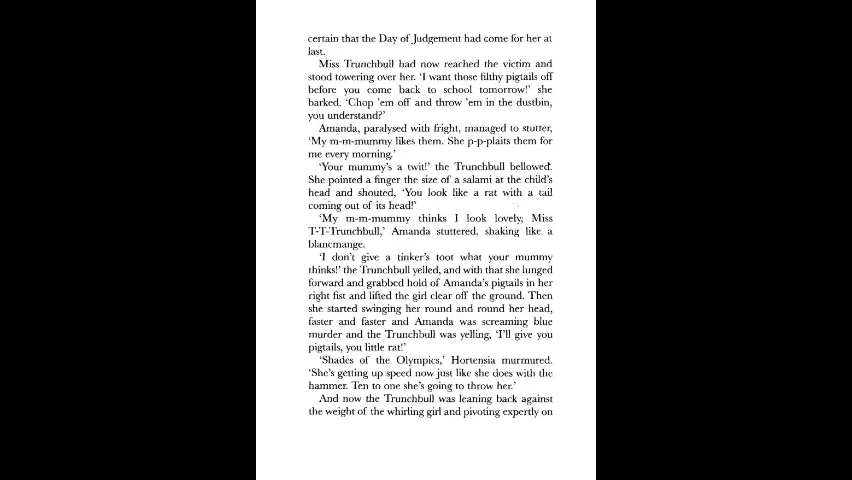 certain that the Day of Judgement had come for her at
last.
Miss Trunchbull had now reached the victim and
stood towering over her. ‘I want those filthy pigtails off
before you come back to school tomorrow!’ she
barked. ‘Chop ’em off and throw ’em in the dustbin,
you understand?’
Amanda, paralysed with fright, managed to stutter,
‘My m-m-mummy likes them. She p-p-plaits them for
me every morning.’
‘Your mummy’s a twit!’ the Trunchbull bellowed.
She pointed a finger the size of a salami at the child’s
head and shouted, ‘You look like a rat with a tail
coming out of its head!’
‘My m-m-mummy thinks I look lovely, Miss
T-T-Trunchbull,’ Amanda stuttered, shaking like a
blancmange.
‘I don’t give a tinker’s toot what your mummy
thinks!’ the Trunchbull yelled, and with that she lunged
forward and grabbed hold of Amanda’s pigtails in her
right fist and lifted the girl clear off the ground. Then
she started swinging her round and round her head,
faster and faster and Amanda was screaming blue
murder and the Trunchbull was yelling, ‘I’ll give you
pigtails, you little rat!’
‘Shades of the Olympics,’ Hortensia murmured.
‘She’s getting up speed now just like she does with the
hammer. Ten to one she’s going to throw her.’
And now the Trunchbull was leaning back against
the weight of the whirling girl and pivoting expertly on